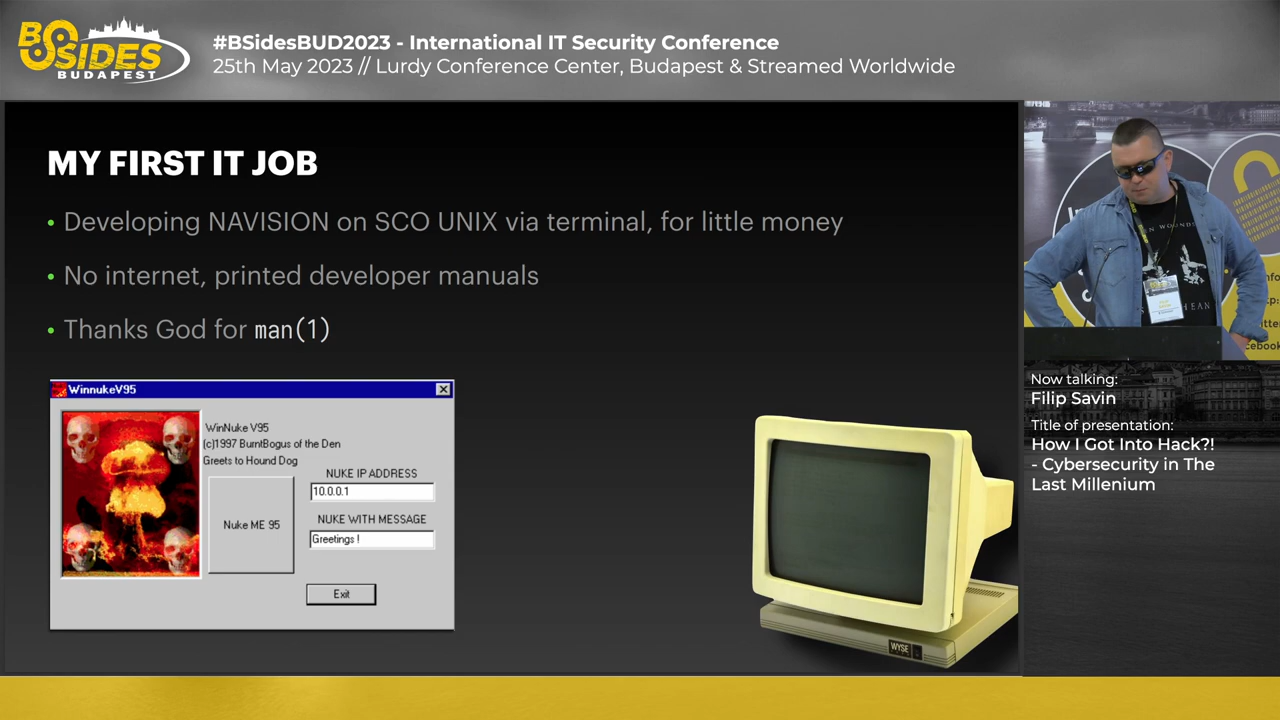 BSIDES
BUDAPEST
#BSidesBUD2023 - International IT Security Conference
25th May 2023 // Lurdy Conference Center, Budapest & Streamed Worldwide
MY FIRST IT JOB
• Developing NAVISION on SCO UNIX via terminal, for little money
• No internet, printed developer manuals
• Thanks God for man(1)
WinnukeV95
WinNuke V95
(c)1997 BurntBogus of the Den
Greets to Hound Dog
NUKE IP ADDRESS
10.0.0.1
Nuke ME 95
NUKE WITH MESSAGE
Greetings !
Exit
WYSE
Now talking:
Filip Savin
Title of presentation:
How I Got Into Hack?!
- Cybersecurity in The
Last Millenium